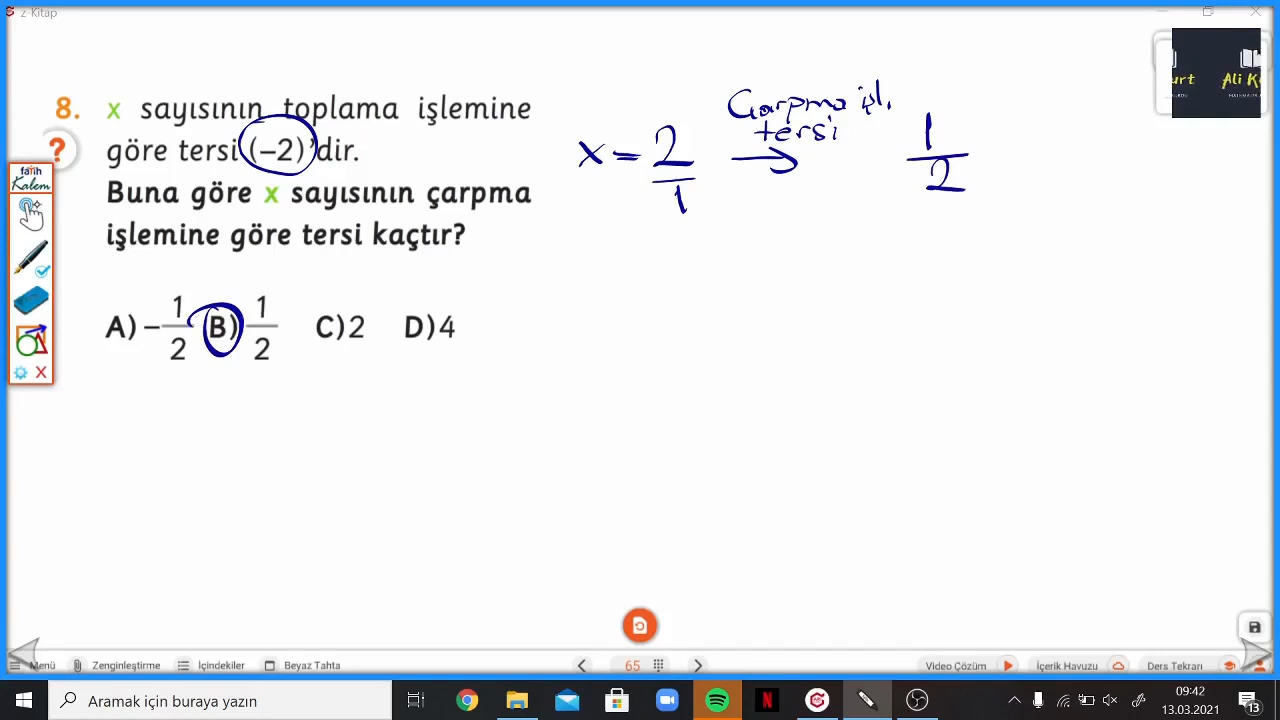 z-Kitap
8. x sayısının toplama işlemine
göre tersi (–2)'dir.
Buna göre x sayısının çarpma
işlemine göre tersi kaçtır?
A) – 1/2 B) 1/2 C) 2 D) 4
x = 2/1
Çarpma işl.
tersi
1/2
?
fatih
Kalem
urt
Ali K
Menü
Zenginleştirme
İçindekiler
Beyaz Tahta
65
Video Çözüm
İçerik Havuzu
Ders Tekrarı
Aramak için buraya yazın
09:42
13.03.2021
13